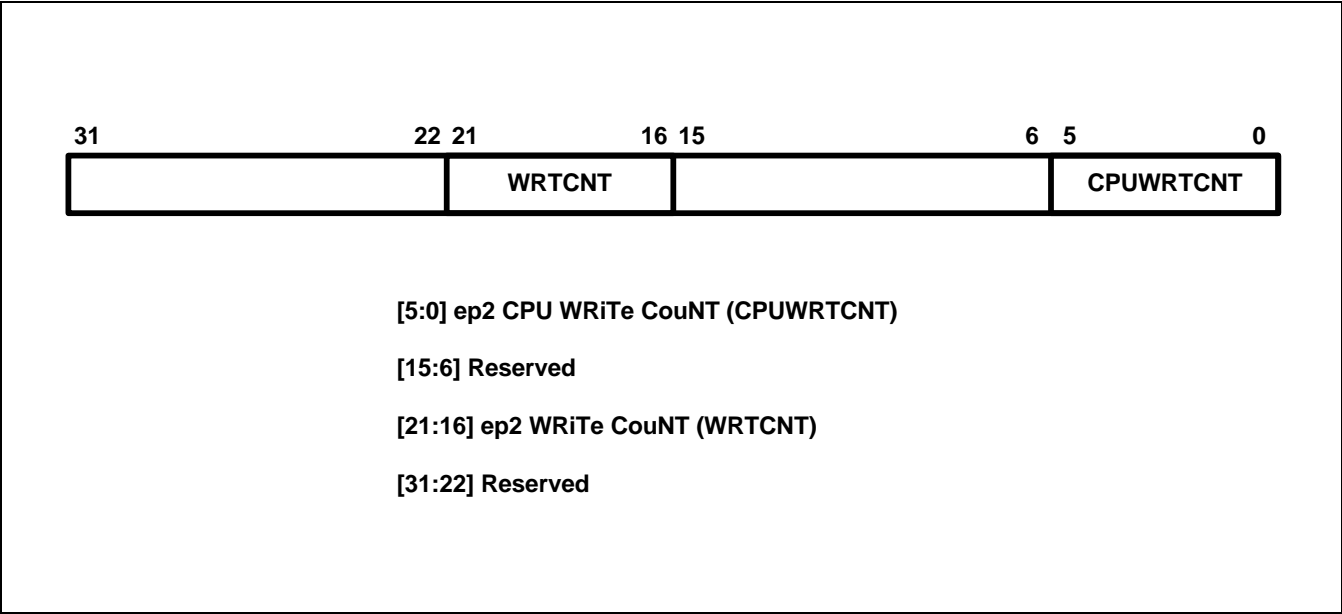 31 22 21 16 15 6 5 0
WRTCNT CPUWRTCNT
[5:0] ep2 CPU WRiTe CouNT (CPUWRTCNT)
[15:6] Reserved
[21:16] ep2 WRiTe CouNT (WRTCNT)
[31:22] Reserved